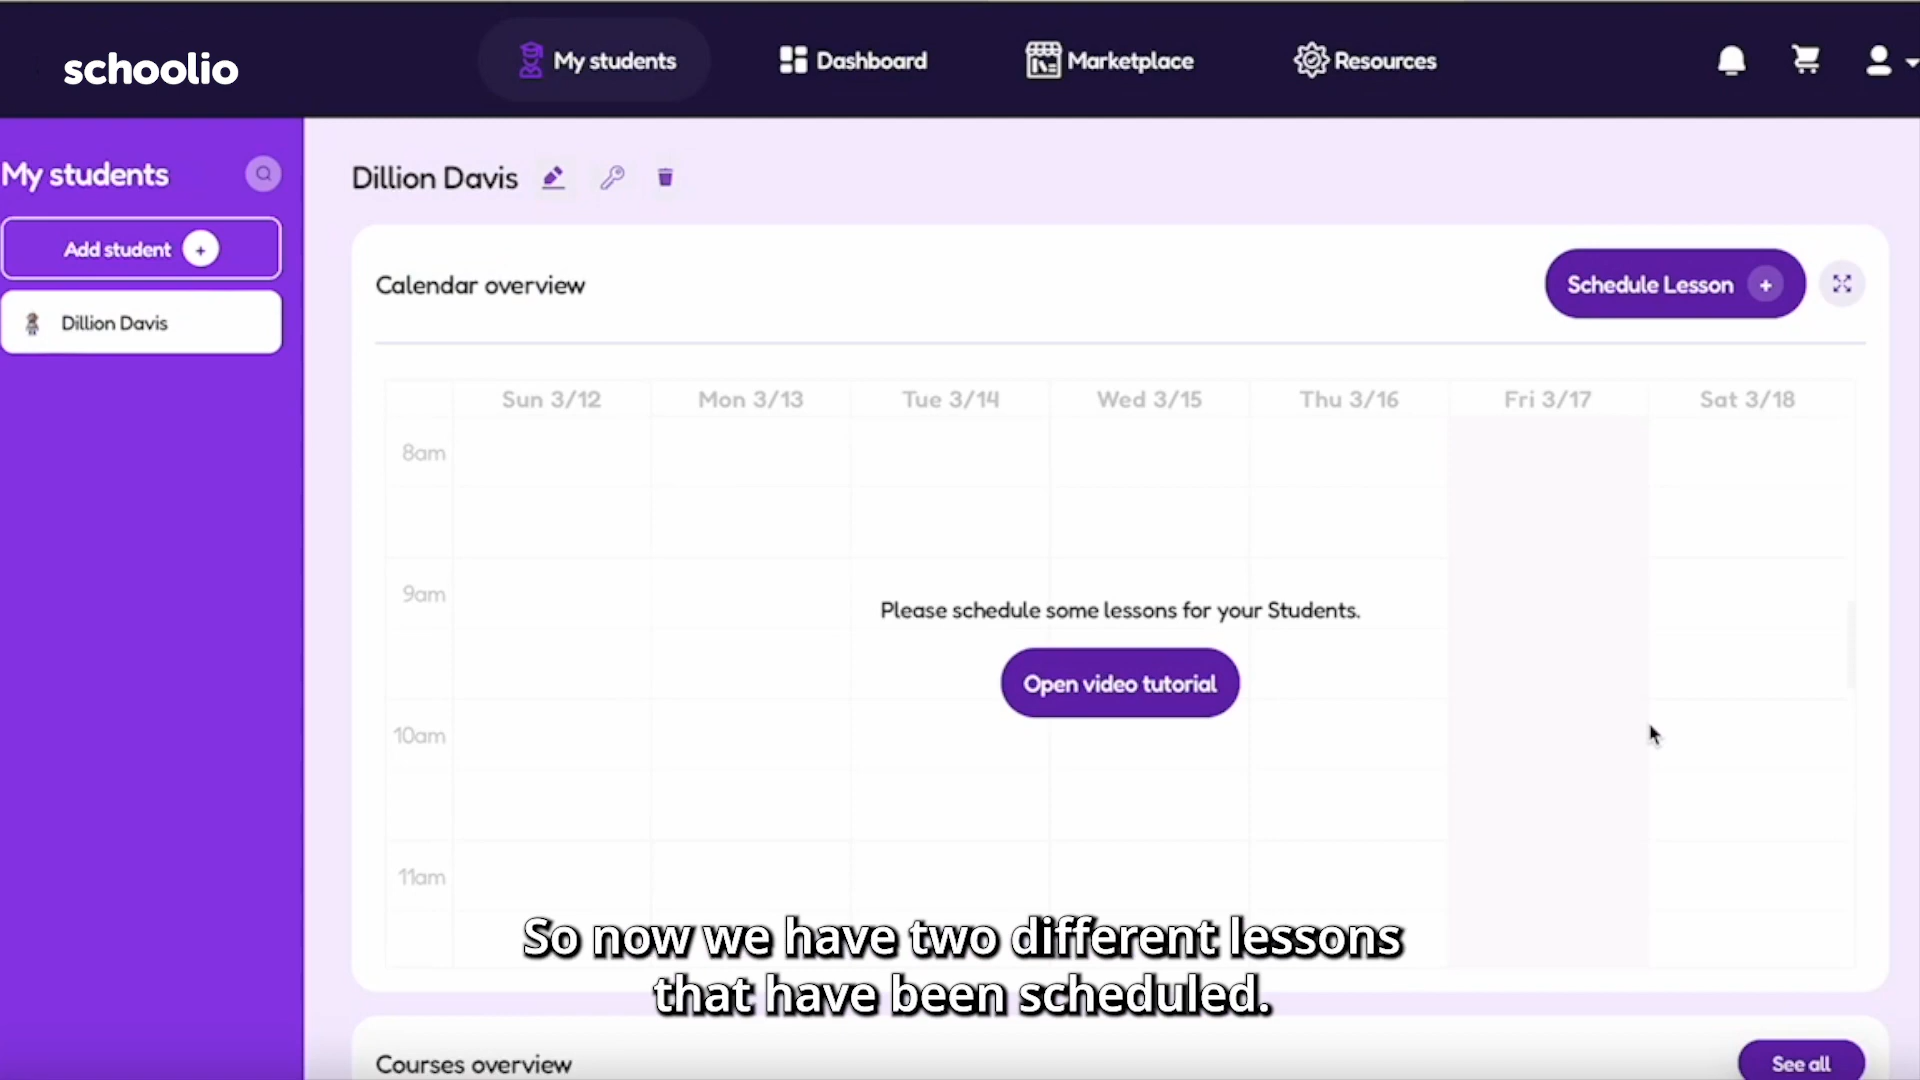 schoolio
My students
Dashboard
Marketplace
Resources
My students
Add student +
Dillion Davis
Dillion Davis
Calendar overview
Schedule Lesson +
Sun 3/12 Mon 3/13 Tue 3/14 Wed 3/15 Thu 3/16 Fri 3/17 Sat 3/18
8am
9am
Please schedule some lessons for your Students.
Open video tutorial
10am
11am
So now we have two different lessons
that have been scheduled.
Courses overview
See all